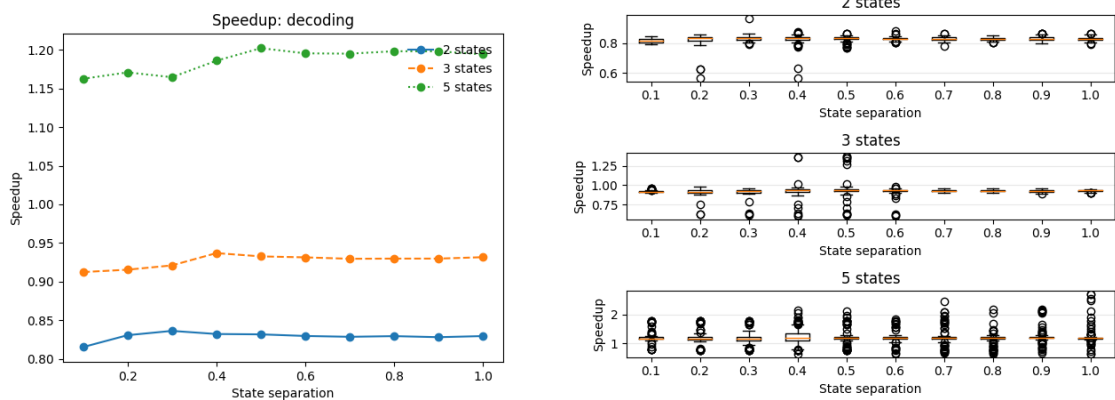 Speedup: decoding
1.20
1.15
1.10
1.05
1.00
0.95
0.90
0.85
0.80
Speedup
2 states
3 states
5 states
0.2 0.4 0.6 0.8 1.0
State separation
2 states
0.8
0.6
Speedup
0.1 0.2 0.3 0.4 0.5 0.6 0.7 0.8 0.9 1.0
State separation
3 states
1.25
1.00
0.75
Speedup
0.1 0.2 0.3 0.4 0.5 0.6 0.7 0.8 0.9 1.0
State separation
5 states
2
1
Speedup
0.1 0.2 0.3 0.4 0.5 0.6 0.7 0.8 0.9 1.0
State separation